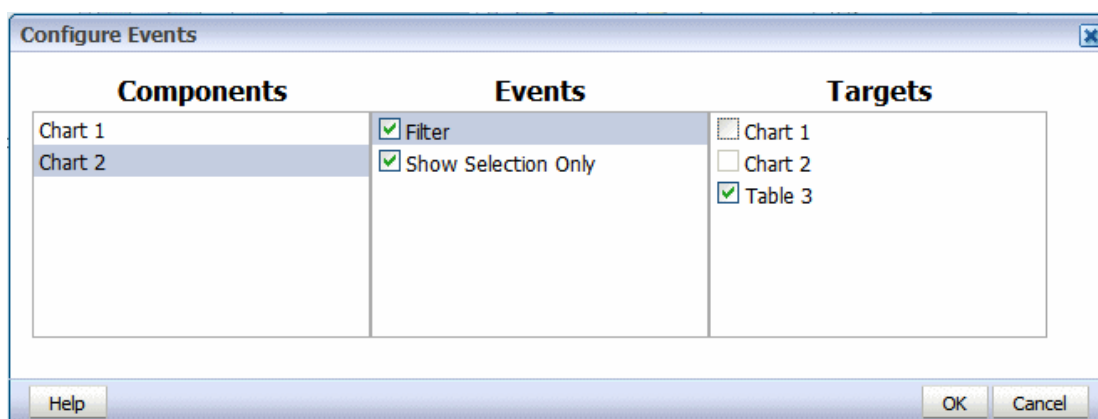 Configure Events
Components Events Targets
Chart 1 Filter Chart 1
Chart 2 Show Selection Only Chart 2
Table 3
Help OK Cancel